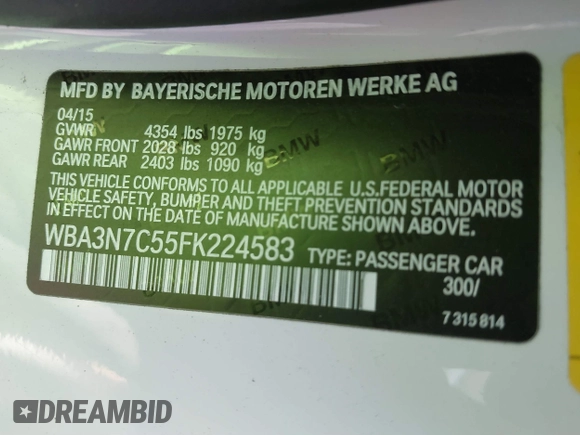 MFD BY BAYERISCHE MOTOREN WERKE AG
04/15
GVWR 4354 lbs 1975 kg
GAWR FRONT 2028 lbs 920 kg
GAWR REAR 2403 lbs 1090 kg
THIS VEHICLE CONFORMS TO ALL APPLICABLE U.S.FEDERAL MOTOR
VEHICLE SAFETY, BUMPER AND THEFT PREVENTION STANDARDS
IN EFFECT ON THE DATE OF MANUFACTURE SHOWN ABOVE.
WBA3N7C55FK224583 TYPE: PASSENGER CAR
300/
7 315 814
BMW
BMW
DREAMBID